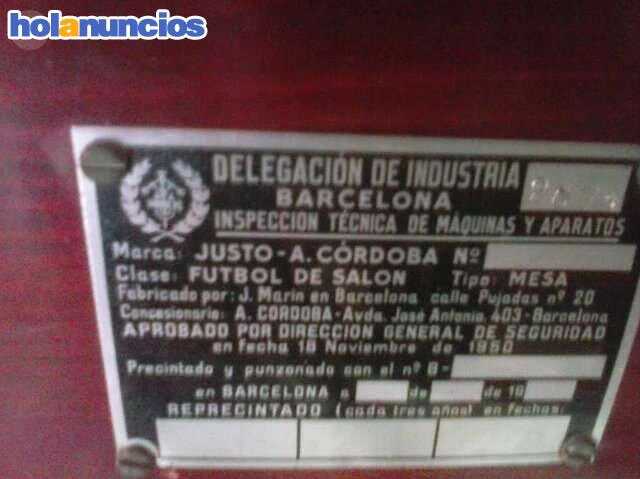 holanuncios
DELEGACIÓN DE INDUSTRIA
BARCELONA
INSPECCION TÉCNICA DE MÁQUINAS Y APARATOS
Marca: JUSTO-A. CÓRDOBA Nº
Clase: FUTBOL DE SALON Tipo: MESA
Fabricado por: J. Marin en Barcelona calle Pujadas nº 20
Concesionario: A. CORDOBA-Avda. José Antonio, 403-Barcelona
APROBADO POR DIRECCION GENERAL DE SEGURIDAD
en fecha 18 Noviembre de 1950
Precintado y punzonado con el nº B-
en BARCELONA a de de 19
REPRECINTADO (cada tres años) en fechas: